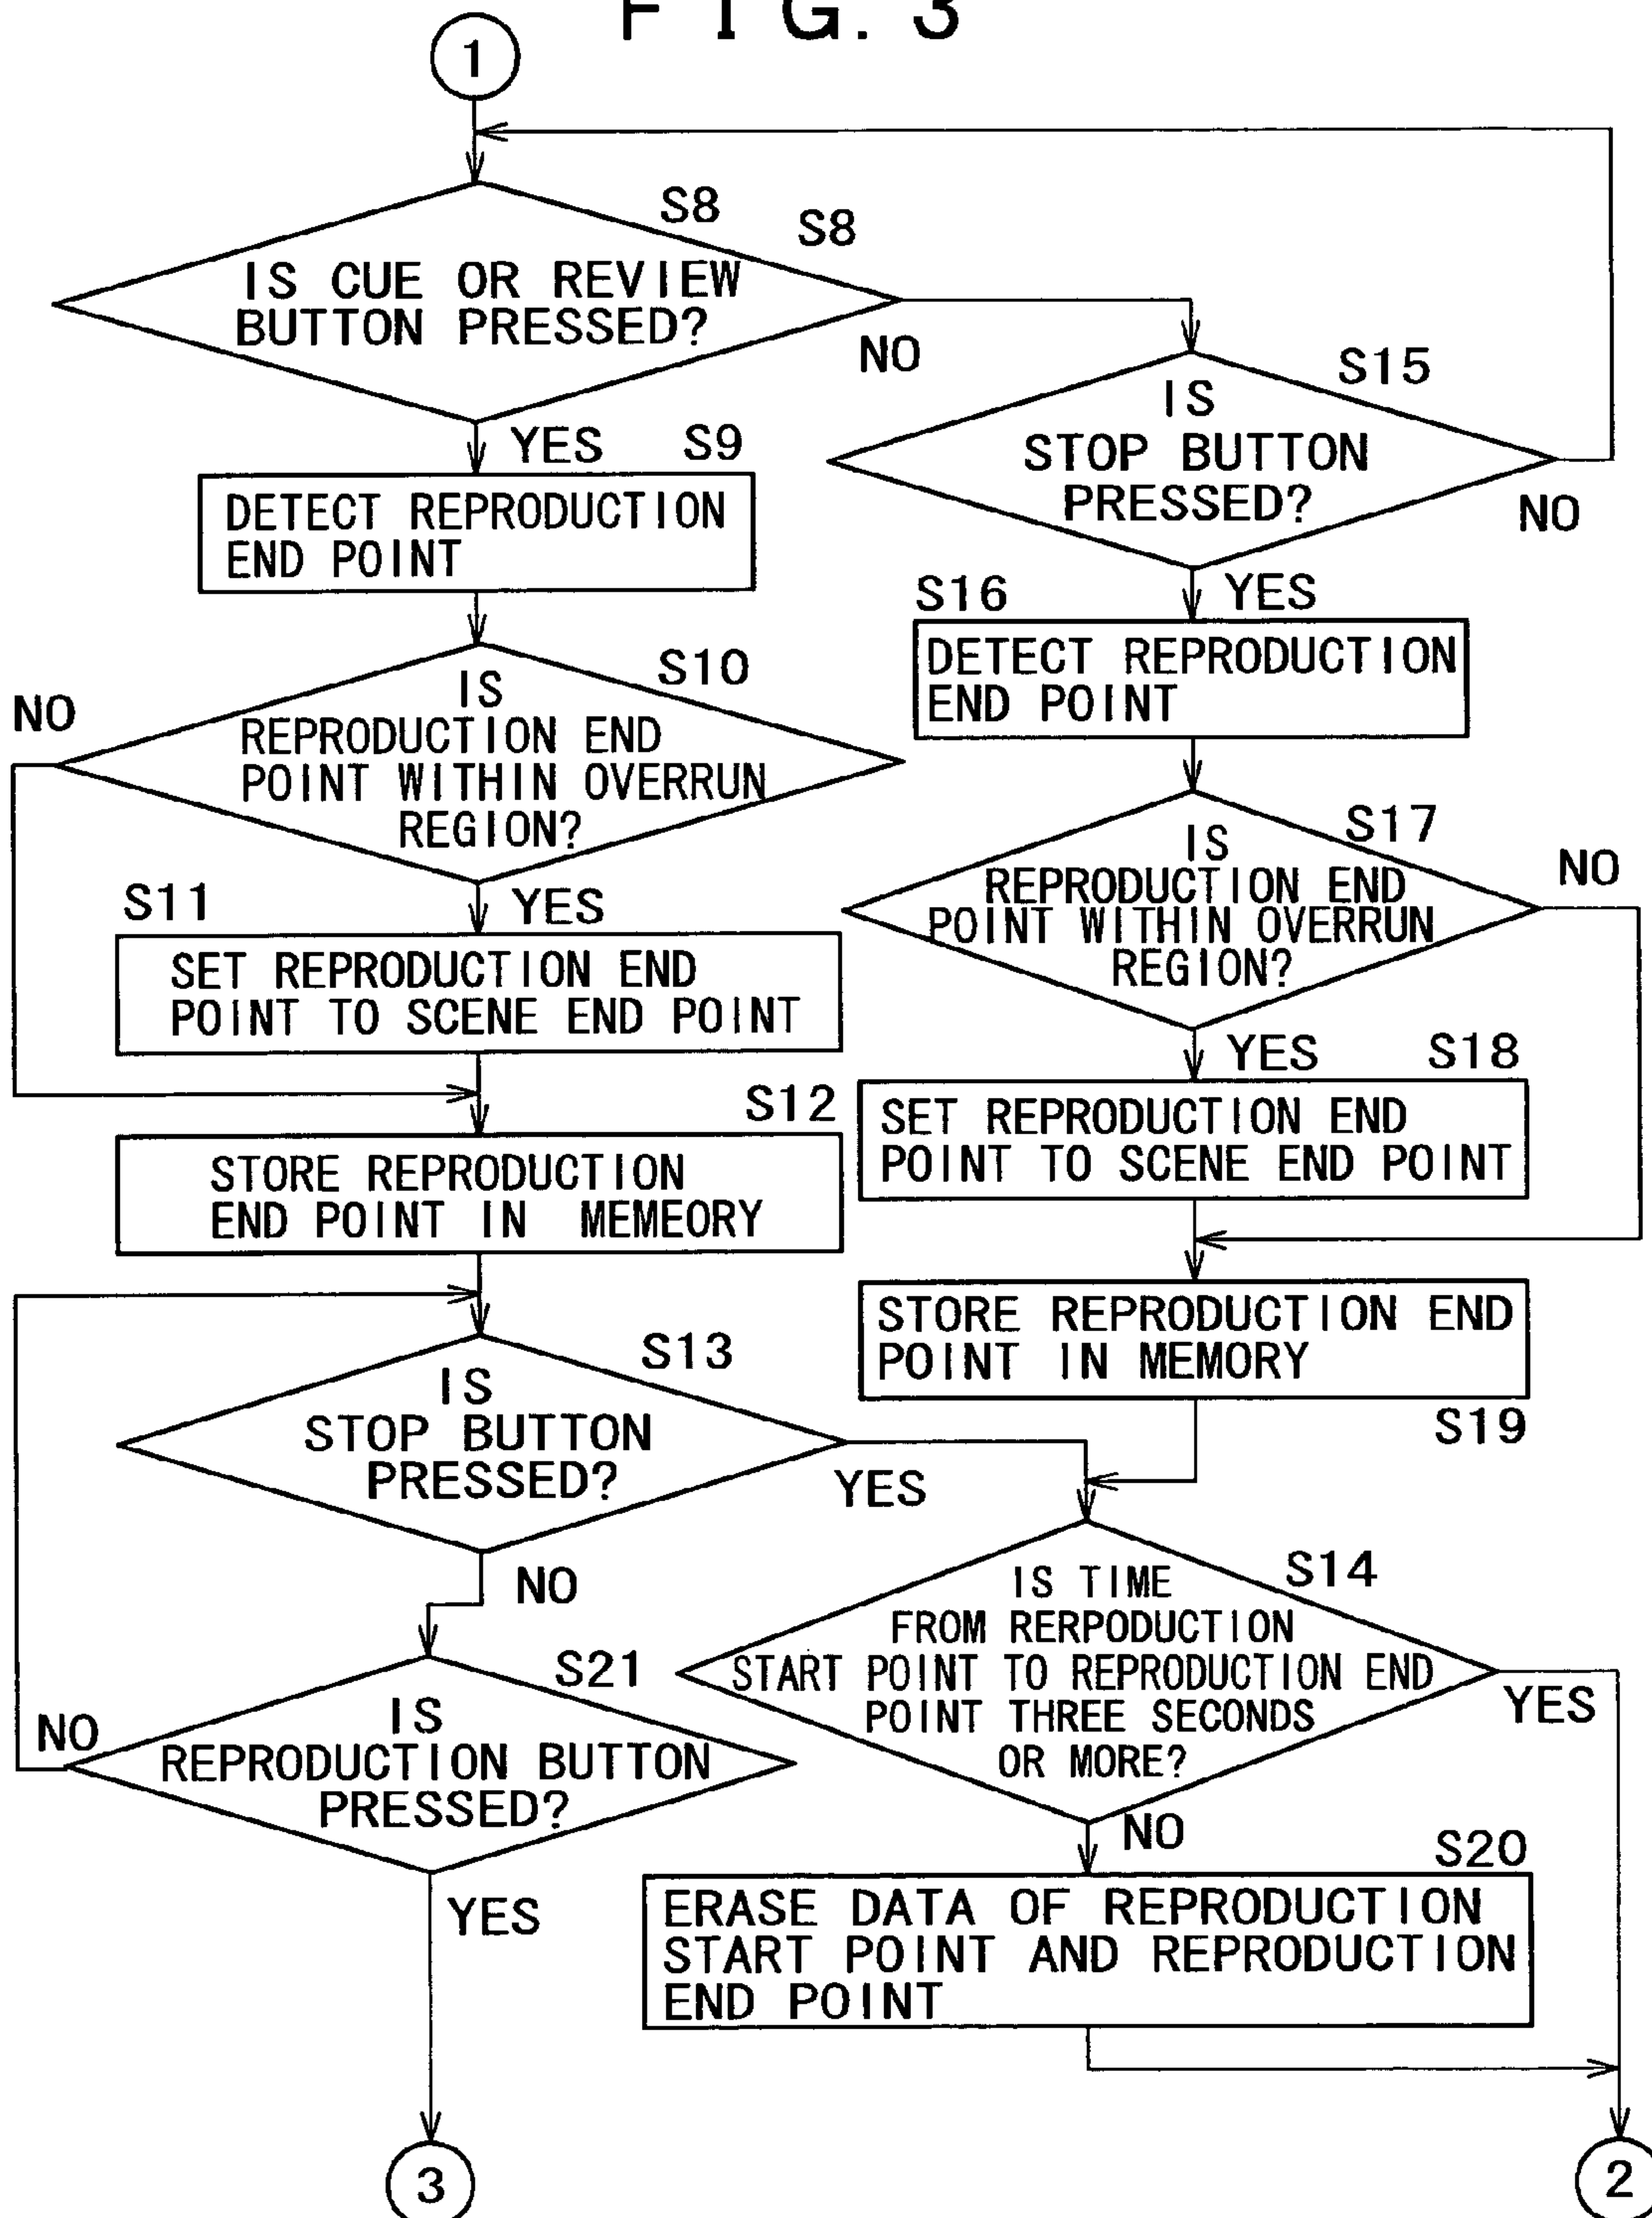 FIG. 3
1
S8
S8
IS CUE OR REVIEW
BUTTON PRESSED?
NO
YES
S9
DETECT REPRODUCTION
END POINT
S10
IS
REPRODUCTION END
POINT WITHIN OVERRUN
REGION?
NO
YES
S11
SET REPRODUCTION END
POINT TO SCENE END POINT
S12
STORE REPRODUCTION
END POINT IN MEMEORY
S13
IS
STOP BUTTON
PRESSED?
YES
NO
S21
IS
REPRODUCTION BUTTON
PRESSED?
NO
YES
3
S15
IS
STOP BUTTON
PRESSED?
NO
S16
YES
DETECT REPRODUCTION
END POINT
S17
IS
REPRODUCTION END
POINT WITHIN OVERRUN
REGION?
NO
YES
S18
SET REPRODUCTION END
POINT TO SCENE END POINT
STORE REPRODUCTION END
POINT IN MEMORY
S19
S14
IS TIME
FROM RERPODUCTION
START POINT TO REPRODUCTION END
POINT THREE SECONDS
OR MORE?
YES
NO
S20
ERASE DATA OF REPRODUCTION
START POINT AND REPRODUCTION
END POINT
2